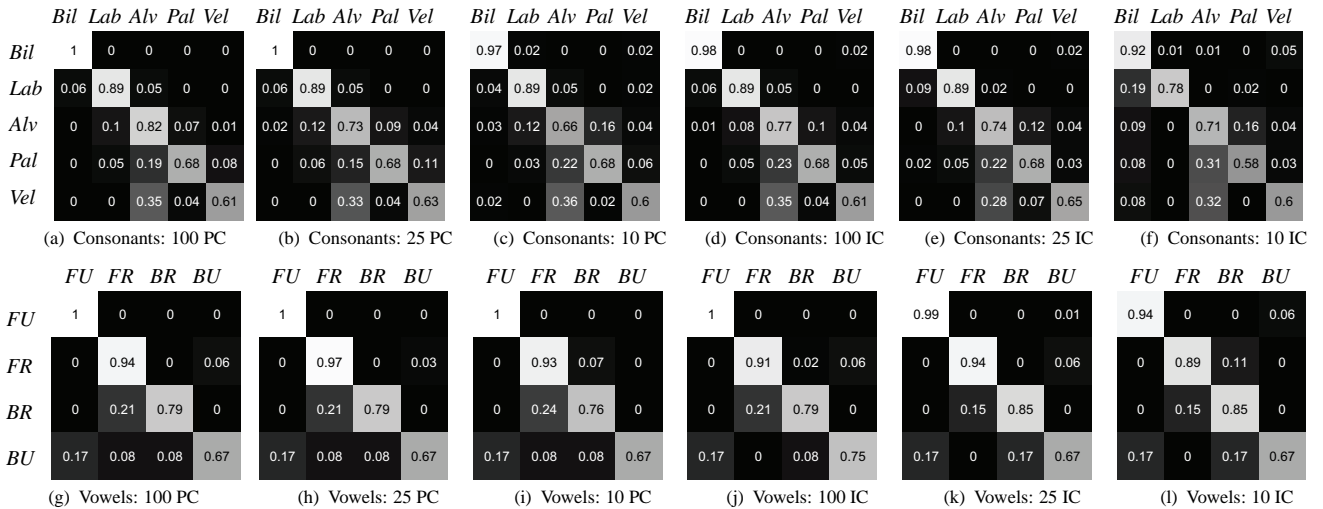 Bil Lab Alv Pal Vel Bil Lab Alv Pal Vel Bil Lab Alv Pal Vel Bil Lab Alv Pal Vel Bil Lab Alv Pal Vel Bil Lab Alv Pal Vel
Bil 1 0 0 0 0 1 0 0 0 0 0.97 0.02 0 0 0.02 0.98 0 0 0 0.02 0.98 0 0 0 0.02 0.92 0.01 0.01 0 0.05
Lab 0.06 0.89 0.05 0 0 0.06 0.89 0.05 0 0 0.04 0.89 0.05 0 0.02 0.06 0.89 0.05 0 0 0.09 0.89 0.02 0 0 0.19 0.78 0 0.02 0
Alv 0 0.1 0.82 0.07 0.01 0.02 0.12 0.73 0.09 0.04 0.03 0.12 0.66 0.16 0.04 0.01 0.08 0.77 0.1 0.04 0 0.1 0.74 0.12 0.04 0.09 0 0.71 0.16 0.04
Pal 0 0.05 0.19 0.68 0.08 0 0.06 0.15 0.68 0.11 0 0.03 0.22 0.68 0.06 0 0.05 0.23 0.68 0.05 0.02 0.05 0.22 0.68 0.03 0.08 0 0.31 0.58 0.03
Vel 0 0 0.35 0.04 0.61 0 0 0.33 0.04 0.63 0.02 0 0.36 0.02 0.6 0 0 0.35 0.04 0.61 0 0 0.28 0.07 0.65 0.08 0 0.32 0 0.6
(a) Consonants: 100 PC (b) Consonants: 25 PC (c) Consonants: 10 PC (d) Consonants: 100 IC (e) Consonants: 25 IC (f) Consonants: 10 IC
FU FR BR BU FU FR BR BU FU FR BR BU FU FR BR BU FU FR BR BU FU FR BR BU
FU 1 0 0 0 1 0 0 0 1 0 0 0 1 0 0 0 0.99 0 0 0.01 0.94 0 0 0.06
FR 0 0.94 0 0.06 0 0.97 0 0.03 0 0.93 0.07 0 0 0.91 0.02 0.06 0 0.94 0 0.06 0 0.89 0.11 0
BR 0 0.21 0.79 0 0 0.21 0.79 0 0 0.24 0.76 0 0 0.21 0.79 0 0 0.15 0.85 0 0 0.15 0.85 0
BU 0.17 0.08 0.08 0.67 0.17 0.08 0.08 0.67 0.17 0.08 0.08 0.67 0.17 0 0.08 0.75 0.17 0 0.17 0.67 0.17 0 0.17 0.67
(g) Vowels: 100 PC (h) Vowels: 25 PC (i) Vowels: 10 PC (j) Vowels: 100 IC (k) Vowels: 25 IC (l) Vowels: 10 IC